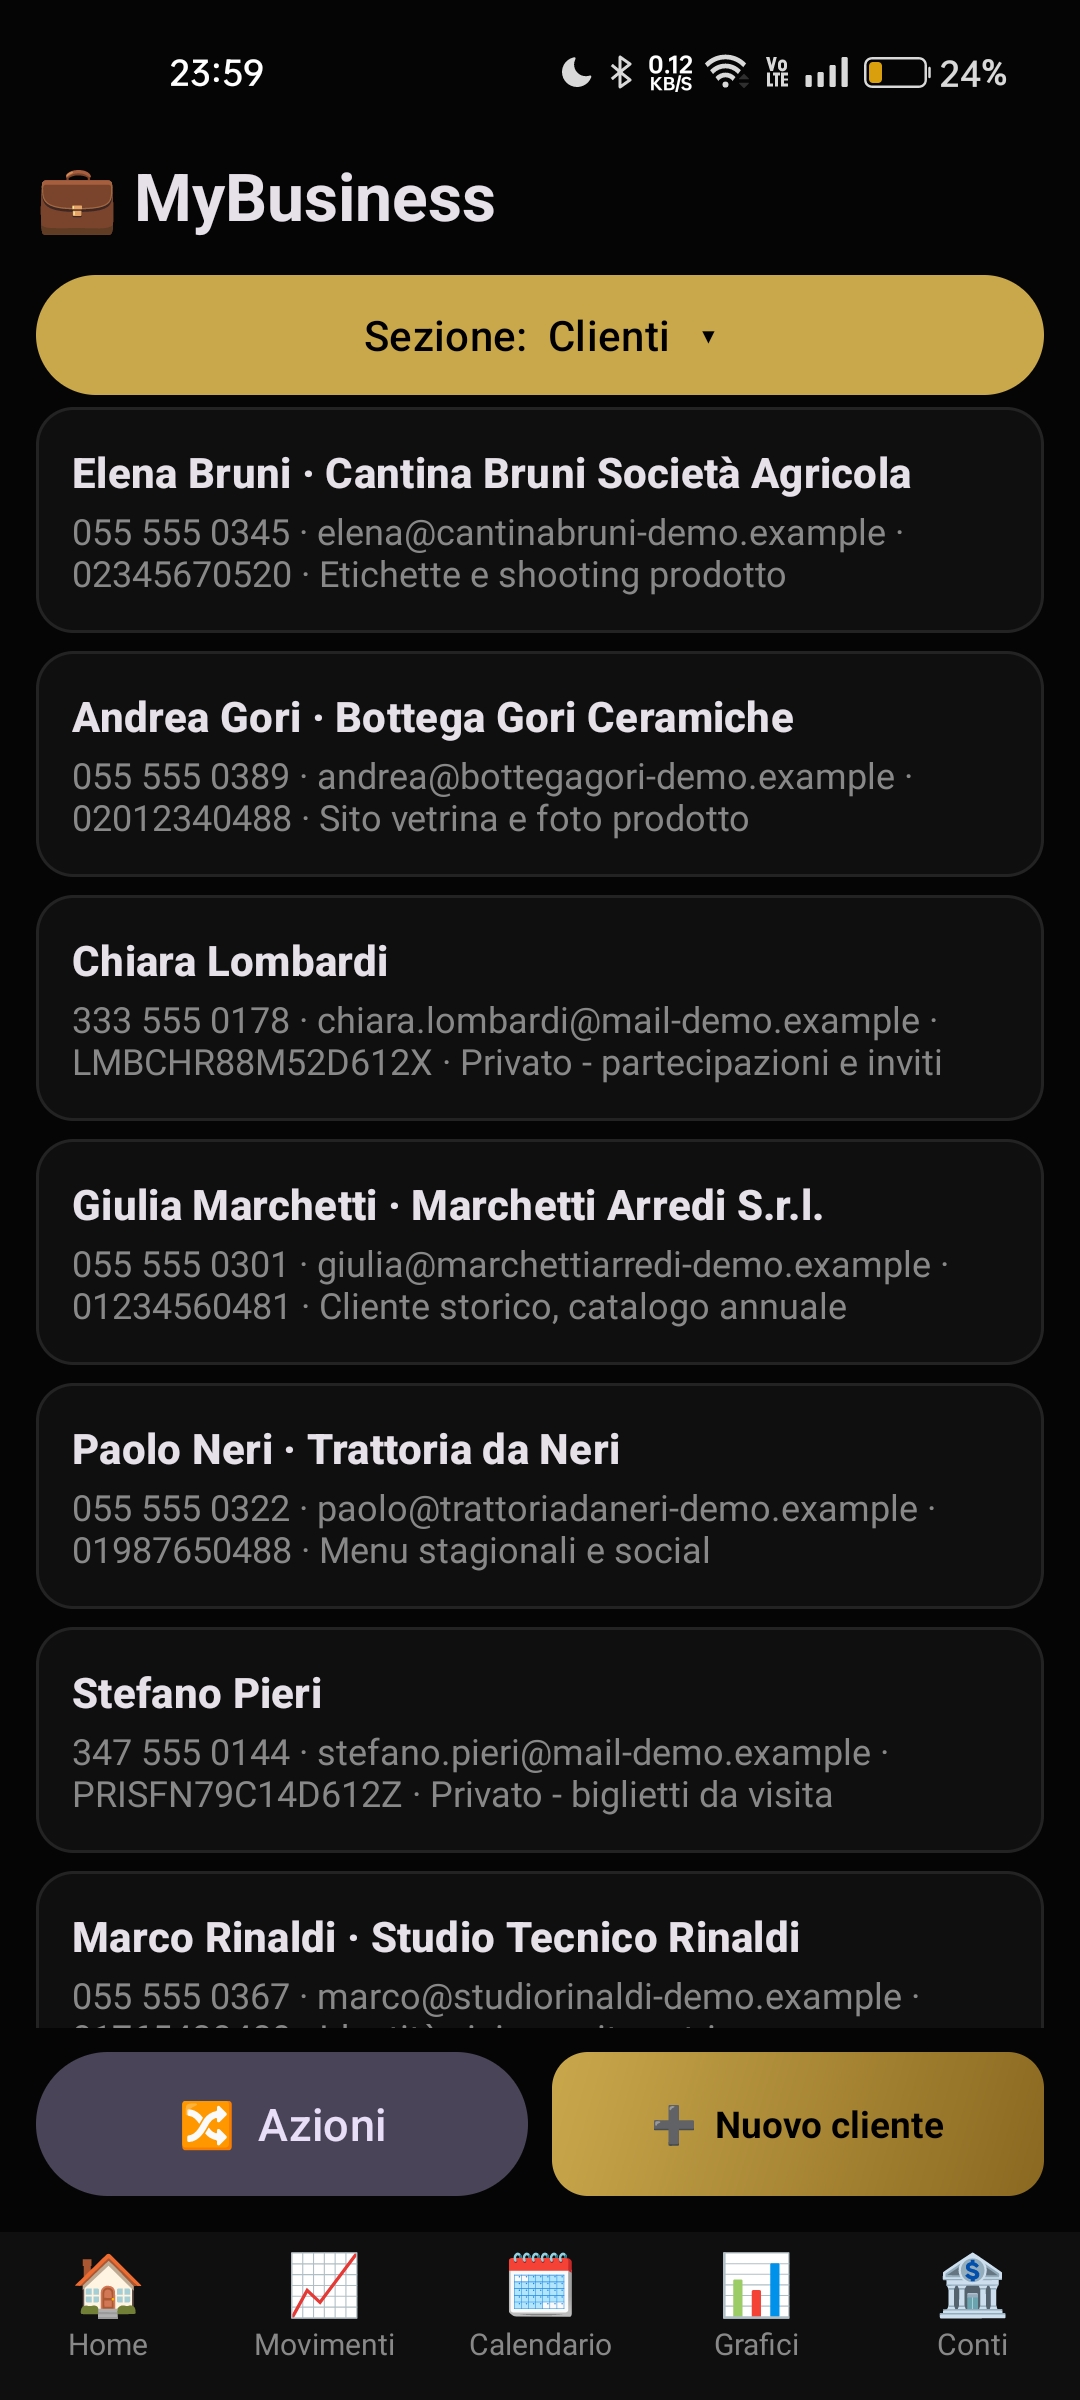 23:59
0.12 KB/S
Vo LTE
24%
MyBusiness
Sezione: Clienti ▾
Elena Bruni · Cantina Bruni Società Agricola
055 555 0345 · elena@cantinabruni-demo.example ·
02345670520 · Etichette e shooting prodotto
Andrea Gori · Bottega Gori Ceramiche
055 555 0389 · andrea@bottegagori-demo.example ·
02012340488 · Sito vetrina e foto prodotto
Chiara Lombardi
333 555 0178 · chiara.lombardi@mail-demo.example ·
LMBCHR88M52D612X · Privato - partecipazioni e inviti
Giulia Marchetti · Marchetti Arredi S.r.l.
055 555 0301 · giulia@marchettiarredi-demo.example ·
01234560481 · Cliente storico, catalogo annuale
Paolo Neri · Trattoria da Neri
055 555 0322 · paolo@trattoriadaneri-demo.example ·
01987650488 · Menu stagionali e social
Stefano Pieri
347 555 0144 · stefano.pieri@mail-demo.example ·
PRISFN79C14D612Z · Privato - biglietti da visita
Marco Rinaldi · Studio Tecnico Rinaldi
055 555 0367 · marco@studiorinaldi-demo.example ·
Azioni
Nuovo cliente
Home
Movimenti
Calendario
Grafici
Conti